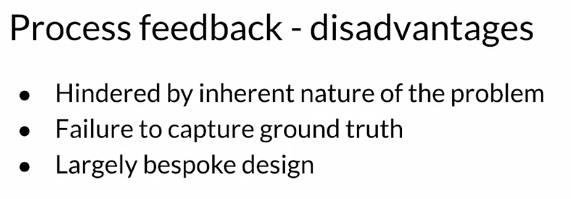 Process feedback - disadvantages
● Hindered by inherent nature of the problem
● Failure to capture ground truth
● Largely bespoke design